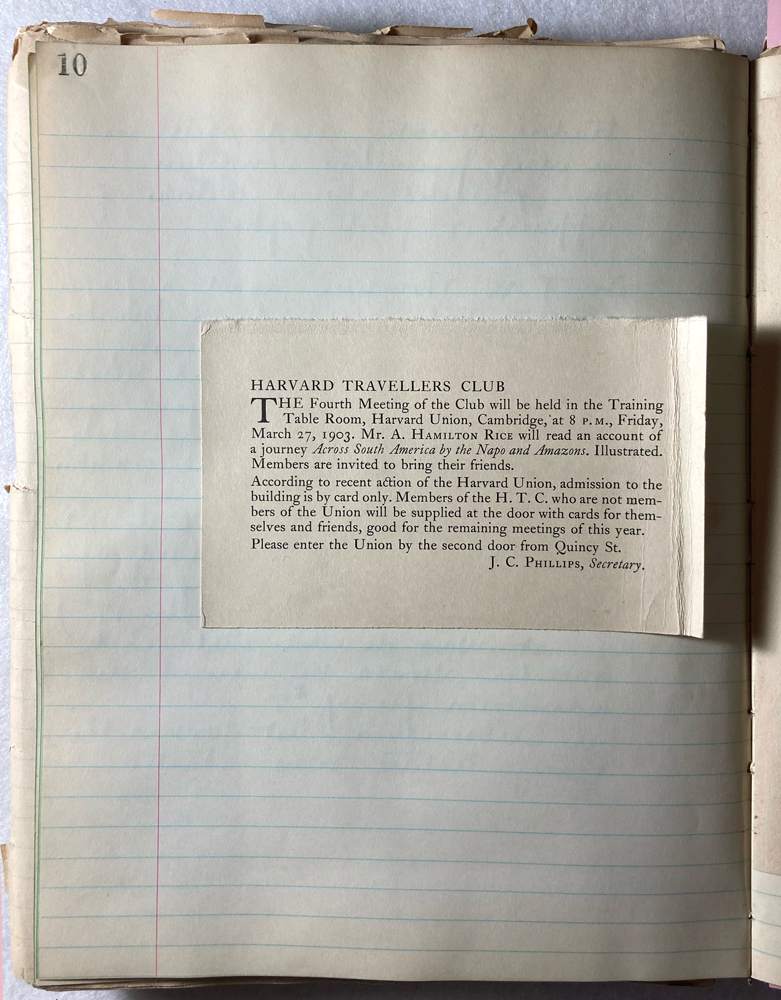 10
HARVARD TRAVELLERS CLUB
THE Fourth Meeting of the Club will be held in the Training
Table Room, Harvard Union, Cambridge, at 8 P.M., Friday,
March 27, 1903. Mr. A. HAMILTON RICE will read an account of
a journey Across South America by the Napo and Amazons. Illustrated.
Members are invited to bring their friends.
According to recent action of the Harvard Union, admission to the
building is by card only. Members of the H. T. C. who are not mem-
bers of the Union will be supplied at the door with cards for them-
selves and friends, good for the remaining meetings of this year.
Please enter the Union by the second door from Quincy St.
J. C. PHILLIPS, Secretary.